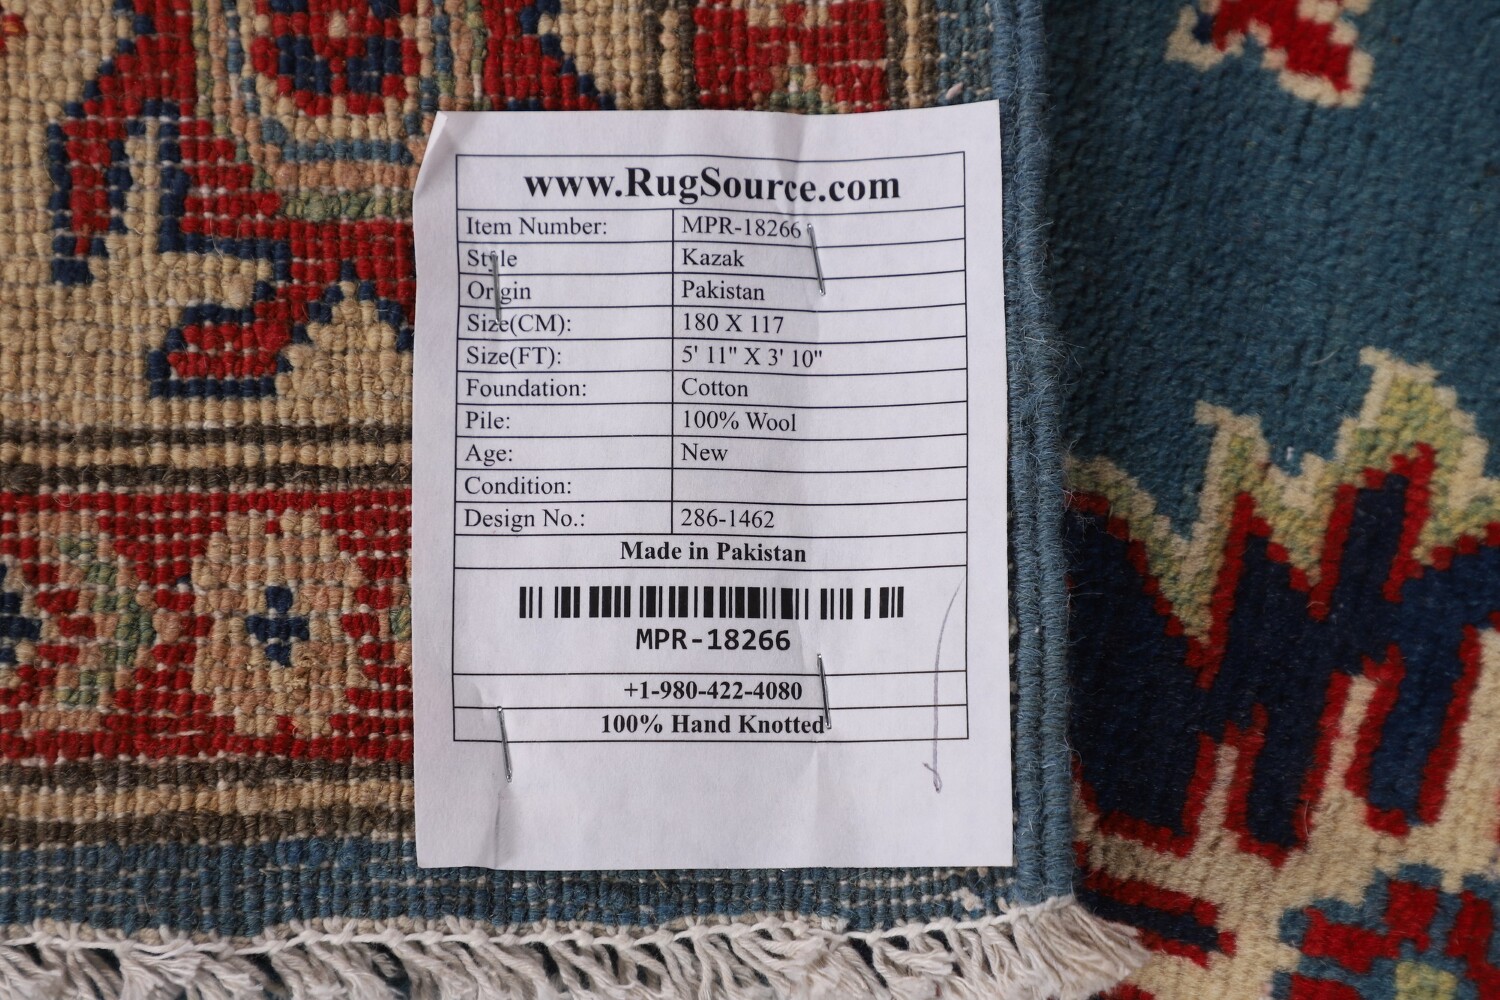 www.RugSource.com
Item Number: MPR-18266
Style Kazak
Origin Pakistan
Size(CM): 180 X 117
Size(FT): 5' 11" X 3' 10"
Foundation: Cotton
Pile: 100% Wool
Age: New
Condition:
Design No.: 286-1462
Made in Pakistan
MPR-18266
+1-980-422-4080
100% Hand Knotted